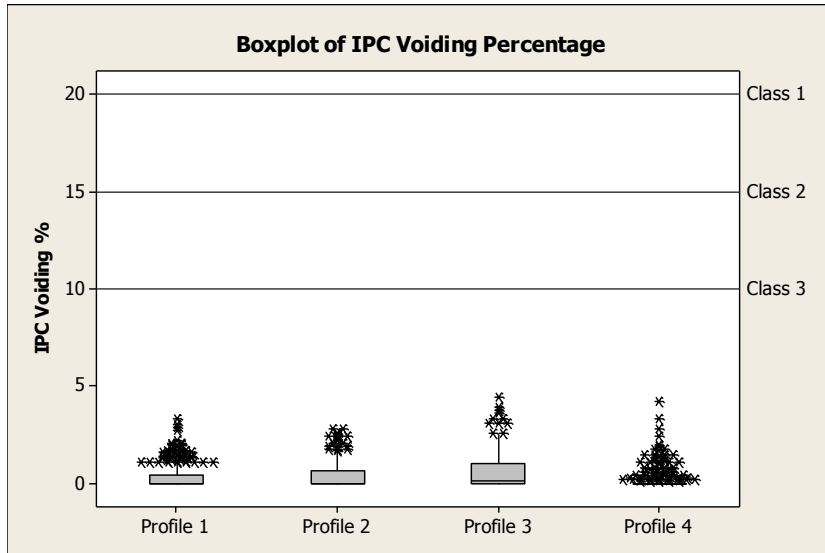 Boxplot of IPC Voiding Percentage
20
15
10
5
0
IPC Voiding %
Class 1
Class 2
Class 3
Profile 1 Profile 2 Profile 3 Profile 4